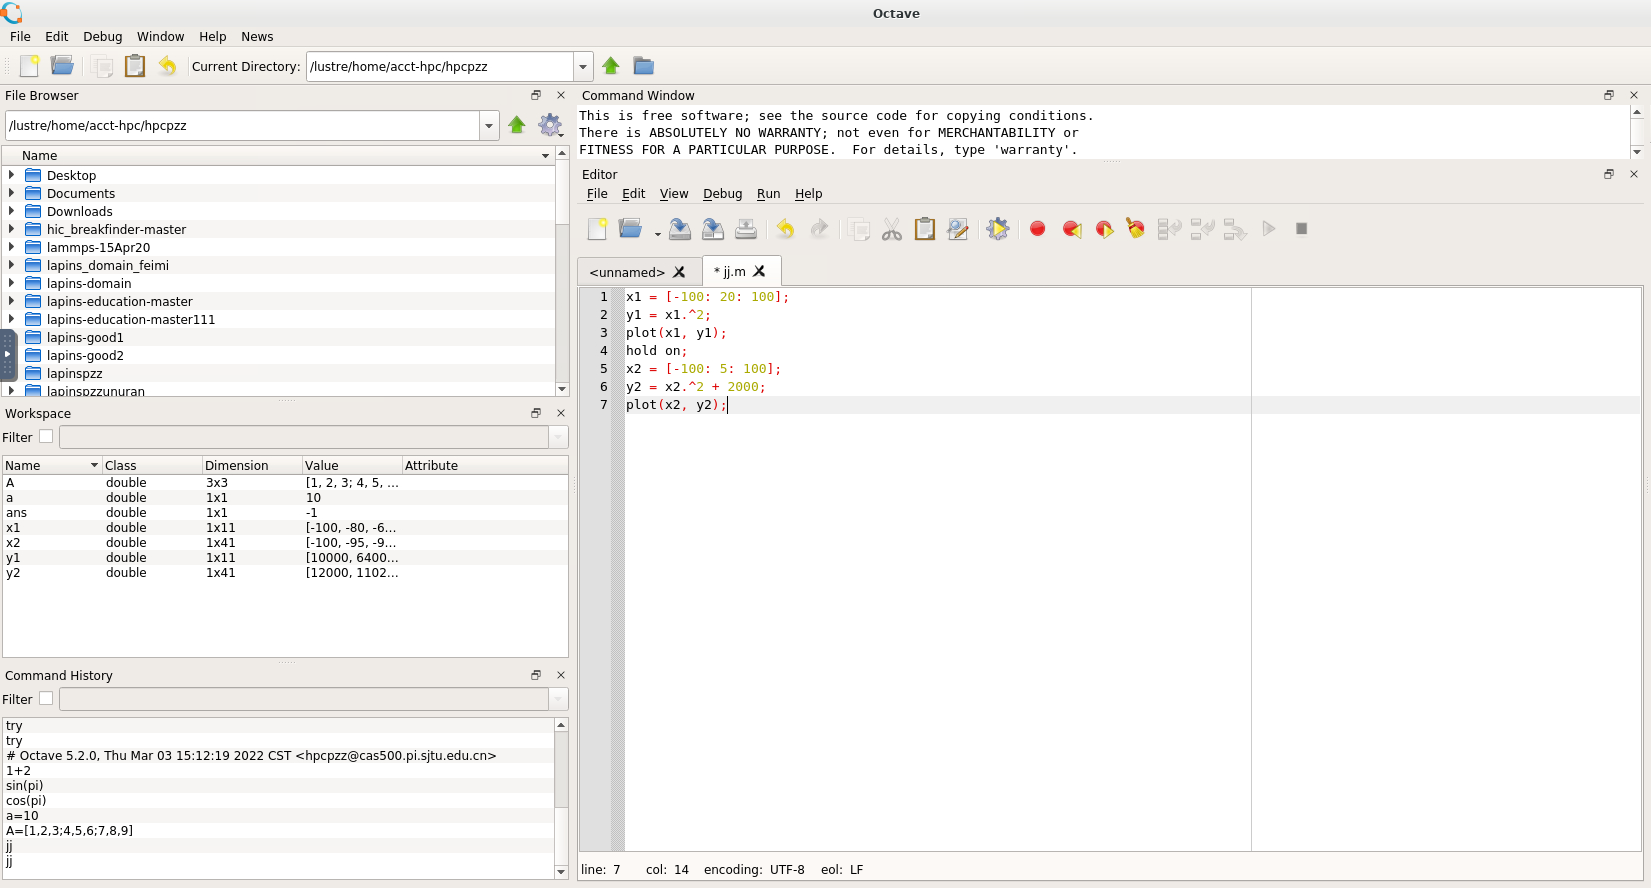 Octave
File Edit Debug Window Help News
Current Directory: /lustre/home/acct-hpc/hpcpzz
File Browser
/lustre/home/acct-hpc/hpcpzz
Name
Desktop
Documents
Downloads
hic_breakfinder-master
lammps-15Apr20
lapins_domain_feimi
lapins-domain
lapins-education-master
lapins-education-master111
lapins-good1
lapins-good2
lapinspzz
lapinspzzunuran
Workspace
Filter
Name Class Dimension Value Attribute
A double 3x3 [1, 2, 3; 4, 5, ...
a double 1x1 10
ans double 1x1 -1
x1 double 1x11 [-100, -80, -6...
x2 double 1x41 [-100, -95, -9...
y1 double 1x11 [10000, 6400...
y2 double 1x41 [12000, 1102...
Command History
Filter
try
try
# Octave 5.2.0, Thu Mar 03 15:12:19 2022 CST <hpcpzz@cas500.pi.sjtu.edu.cn>
1+2
sin(pi)
cos(pi)
a=10
A=[1,2,3;4,5,6;7,8,9]
jj
jj
Command Window
This is free software; see the source code for copying conditions.
There is ABSOLUTELY NO WARRANTY; not even for MERCHANTABILITY or
FITNESS FOR A PARTICULAR PURPOSE.  For details, type 'warranty'.
Editor
File Edit View Debug Run Help
<unnamed> * jj.m
1 x1 = [-100: 20: 100];
2 y1 = x1.^2;
3 plot(x1, y1);
4 hold on;
5 x2 = [-100: 5: 100];
6 y2 = x2.^2 + 2000;
7 plot(x2, y2);
line: 7 col: 14 encoding: UTF-8 eol: LF